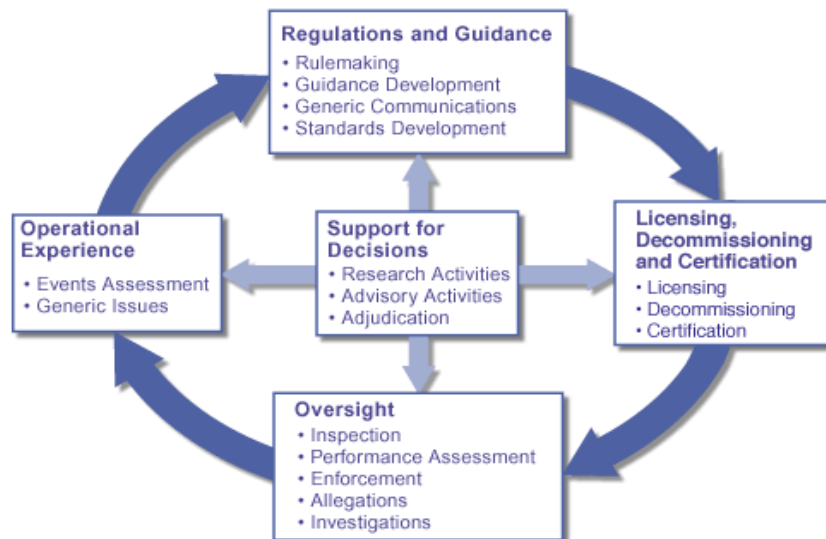 Regulations and Guidance
• Rulemaking
• Guidance Development
• Generic Communications
• Standards Development
Operational
Experience
• Events Assessment
• Generic Issues
Support for
Decisions
• Research Activities
• Advisory Activities
• Adjudication
Licensing,
Decommissioning
and Certification
• Licensing
• Decommissioning
• Certification
Oversight
• Inspection
• Performance Assessment
• Enforcement
• Allegations
• Investigations